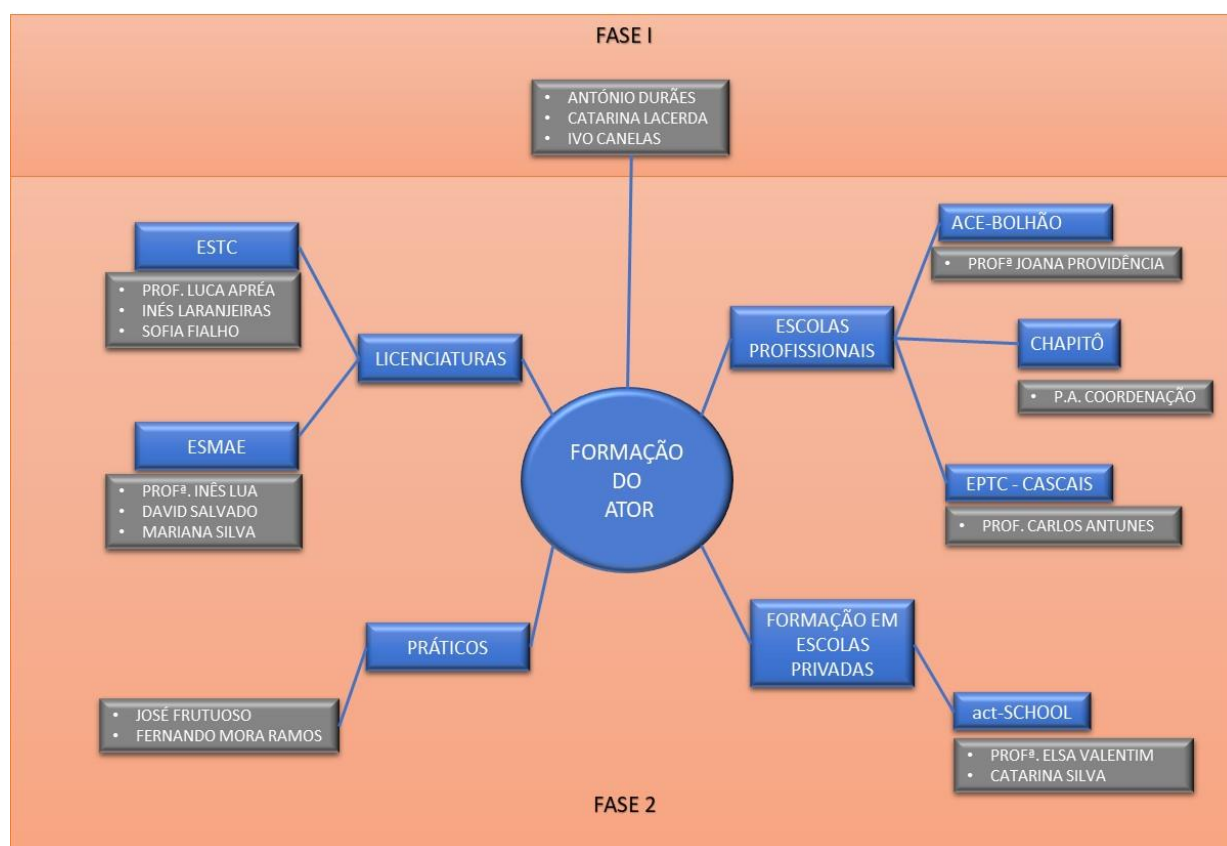 FASE I
• ANTÓNIO DURÃES
• CATARINA LACERDA
• IVO CANELAS
ESTC
• PROF. LUCA APRÉA
• INÉS LARANJEIRAS
• SOFIA FIALHO
LICENCIATURAS
ESMAE
• PROFª. INÊS LUA
• DAVID SALVADO
• MARIANA SILVA
FORMAÇÃO
DO
ATOR
ESCOLAS
PROFISSIONAIS
ACE-BOLHÃO
• PROFª JOANA PROVIDÊNCIA
CHAPITÔ
• P.A. COORDENAÇÃO
EPTC - CASCAIS
• PROF. CARLOS ANTUNES
PRÁTICOS
• JOSÉ FRUTUOSO
• FERNANDO MORA RAMOS
FORMAÇÃO EM
ESCOLAS
PRIVADAS
act-SCHOOL
• PROFª. ELSA VALENTIM
• CATARINA SILVA
FASE 2